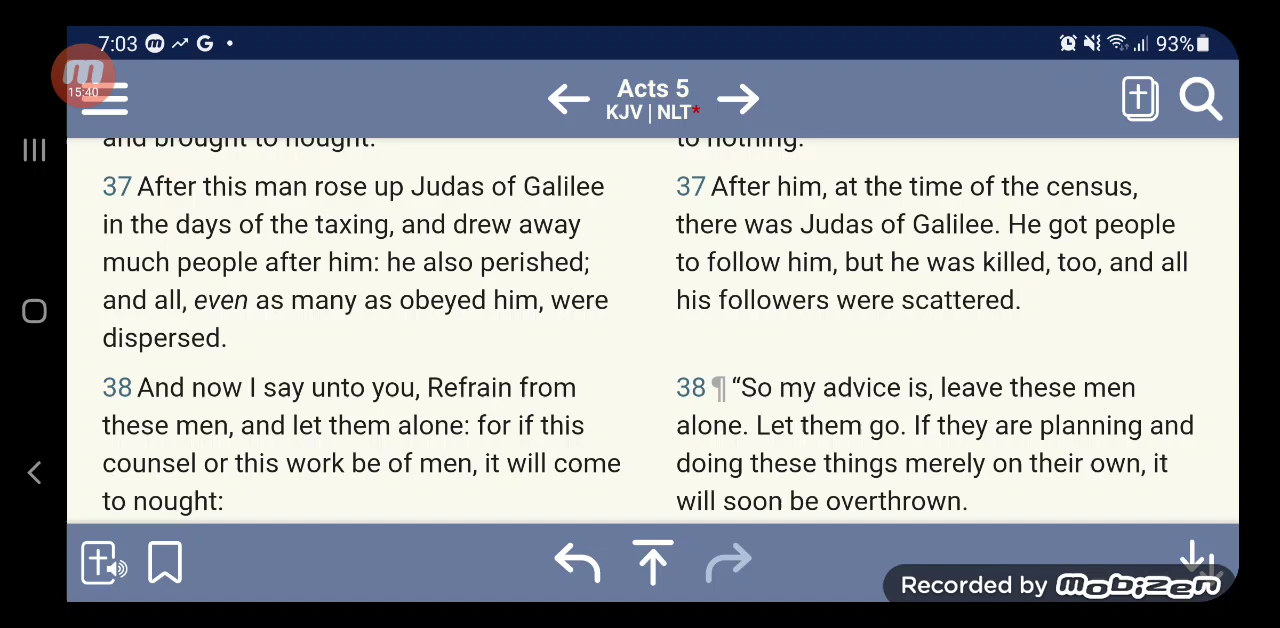 7:03
93%
15:40
Acts 5
KJV | NLT*
and brought to nought.
37 After this man rose up Judas of Galilee
in the days of the taxing, and drew away
much people after him: he also perished;
and all, even as many as obeyed him, were
dispersed.
38 And now I say unto you, Refrain from
these men, and let them alone: for if this
counsel or this work be of men, it will come
to nought:
to nothing.
37 After him, at the time of the census,
there was Judas of Galilee. He got people
to follow him, but he was killed, too, and all
his followers were scattered.
38 ¶ “So my advice is, leave these men
alone. Let them go. If they are planning and
doing these things merely on their own, it
will soon be overthrown.
Recorded by mobizen